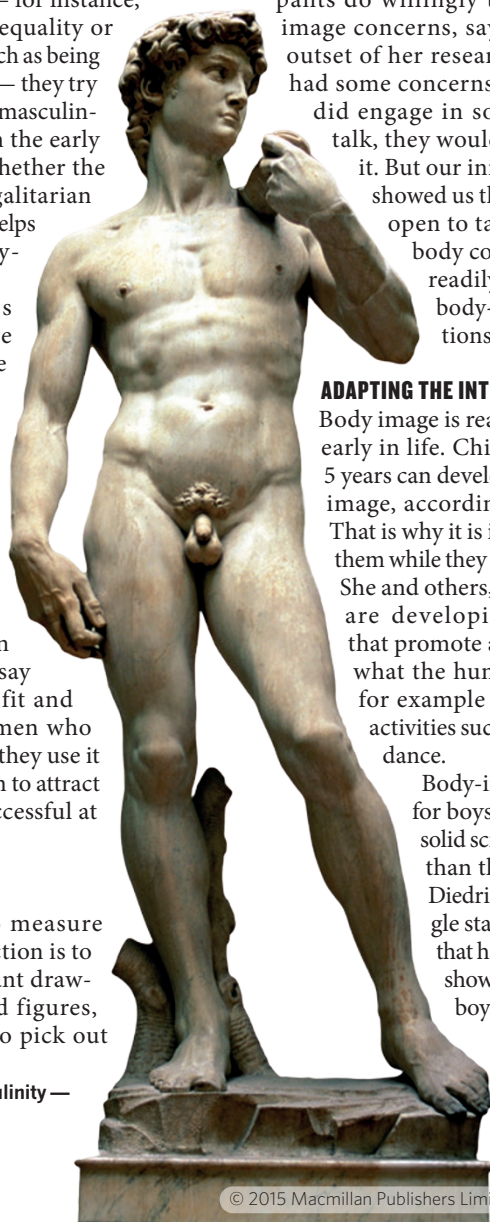 – for instance,
equality or
ch as being
— they try
masculin-
n the early
hether the
galitarian
elps
y-
s
e
e
n
say
fit and
men who
they use it
n to attract
ccessful at
o measure
ction is to
ant draw-
d figures,
o pick out
ulinity —
pants do willingly t
image concerns, say
outset of her resear
had some concerns
did engage in so
talk, they would
it. But our ini
showed us th
open to ta
body co
readily
body-
tions
ADAPTING THE INT
Body image is rea
early in life. Chi
5 years can devel
image, accordin
That is why it is i
them while they
She and others,
are developi
that promote a
what the hum
for example
activities suc
dance.
Body-i
for boys
solid sci
than th
Diedri
gle sta
that h
show
boy
© 2015 Macmillan Publishers Limi